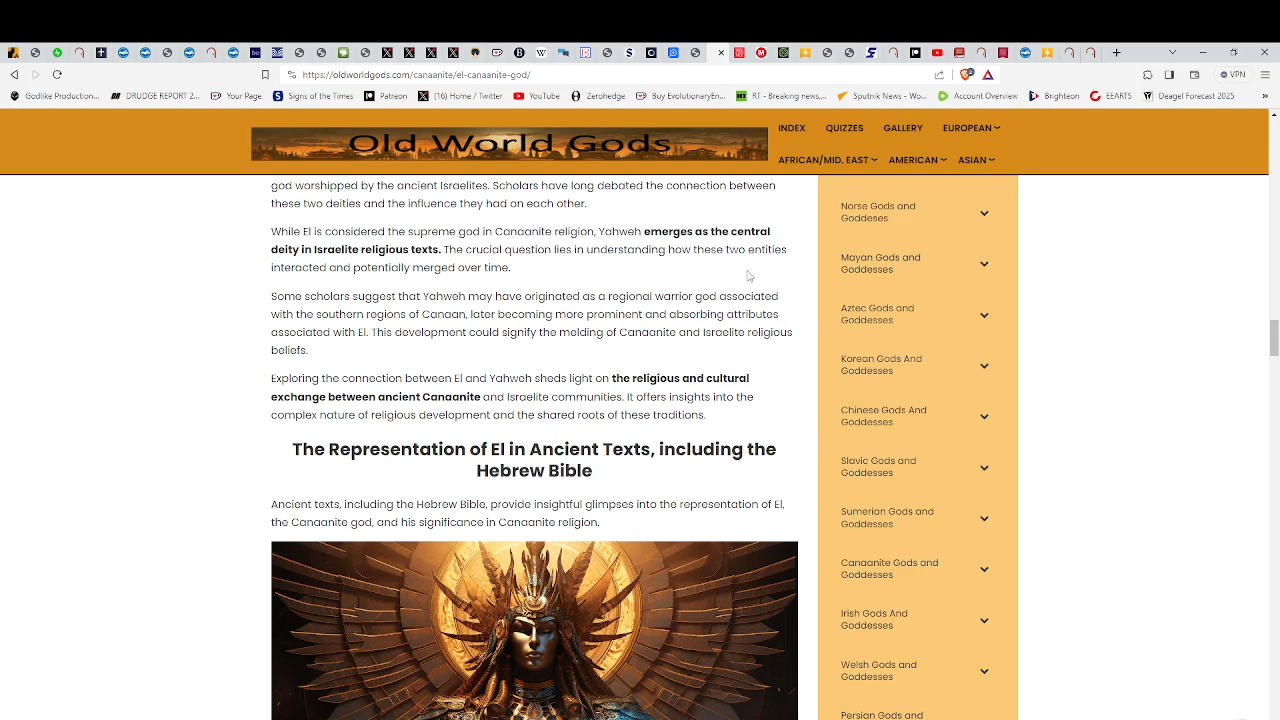 https://oldworldgods.com/canaanite/el-canaanite-god/
VPN
Godlike Productions...
DRUDGE REPORT 2...
Your Page
Signs of the Times
Patreon
(16) Home / Twitter
YouTube
Zerohedge
Buy EvolutionaryEn...
RT - Breaking news,...
Sputnik News - Wo...
Account Overview
Brighteon
EEARTS
Deagel Forecast 2025
Old World Gods
INDEX QUIZZES GALLERY EUROPEAN
AFRICAN/MID. EAST AMERICAN ASIAN
god worshipped by the ancient Israelites. Scholars have long debated the connection between
these two deities and the influence they had on each other.
While El is considered the supreme god in Canaanite religion, Yahweh emerges as the central
deity in Israelite religious texts. The crucial question lies in understanding how these two entities
interacted and potentially merged over time.
Some scholars suggest that Yahweh may have originated as a regional warrior god associated
with the southern regions of Canaan, later becoming more prominent and absorbing attributes
associated with El. This development could signify the melding of Canaanite and Israelite religious
beliefs.
Exploring the connection between El and Yahweh sheds light on the religious and cultural
exchange between ancient Canaanite and Israelite communities. It offers insights into the
complex nature of religious development and the shared roots of these traditions.
The Representation of El in Ancient Texts, including the
Hebrew Bible
Ancient texts, including the Hebrew Bible, provide insightful glimpses into the representation of El,
the Canaanite god, and his significance in Canaanite religion.
Norse Gods and
Goddeses
Mayan Gods and
Goddesses
Aztec Gods and
Goddesses
Korean Gods And
Goddesses
Chinese Gods And
Goddesses
Slavic Gods and
Goddesses
Sumerian Gods and
Goddesses
Canaanite Gods and
Goddesses
Irish Gods And
Goddesses
Welsh Gods and
Goddesses
Persian Gods and